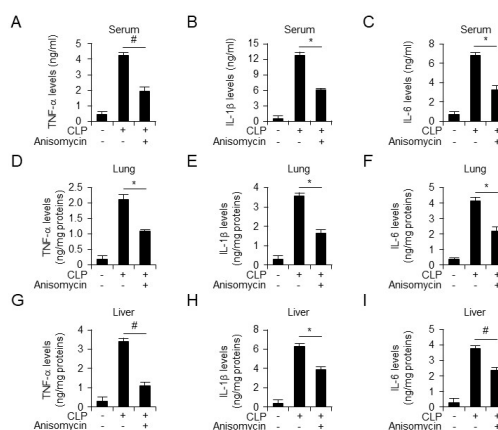 A
Serum
TNF-α levels (ng/ml)
5
4
3
2
1
0
#
CLP - + +
Anisomycin - - +
B
Serum
IL-1β levels (ng/ml)
15
12
9
6
3
0
*
CLP - + +
Anisomycin - - +
C
Serum
IL-6 levels (ng/ml)
8
6
4
2
0
*
CLP - + +
Anisomycin - - +
D
Lung
TNF-α levels
(ng/mg proteins)
2.5
2.0
1.5
1.0
0.5
0.0
*
CLP - + +
Anisomycin - - +
E
Lung
IL-1β levels
(ng/mg proteins)
4
3
2
1
0
*
CLP - + +
Anisomycin - - +
F
Lung
IL-6 levels
(ng/mg proteins)
5
4
3
2
1
0
*
CLP - + +
Anisomycin - - +
G
Liver
TNF-α levels
(ng/mg proteins)
4
3
2
1
0
#
CLP - + +
Anisomycin - - +
H
Liver
IL-1β levels
(ng/mg proteins)
8
6
4
2
0
*
CLP - + +
Anisomycin - - +
I
Liver
IL-6 levels
(ng/mg proteins)
5
4
3
2
1
0
#
CLP - + +
Anisomycin - - +